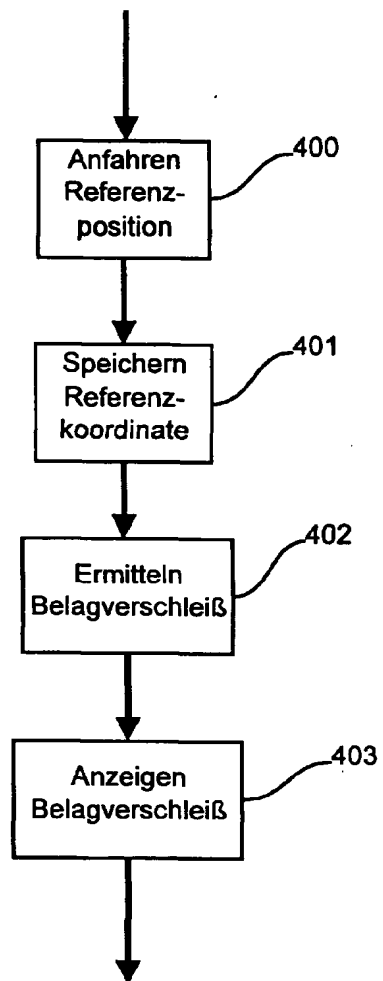 Anfahren
Referenz-
position
400
Speichern
Referenz-
koordinate
401
Ermitteln
Belagverschleiß
402
Anzeigen
Belagverschleiß
403